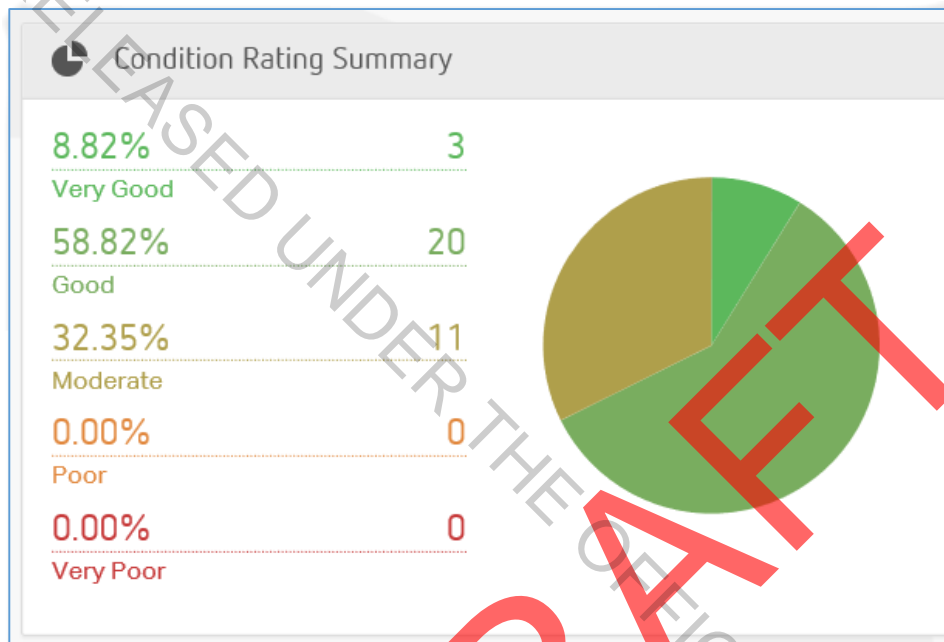 Condition Rating Summary
8.82% 3
Very Good
58.82% 20
Good
32.35% 11
Moderate
0.00% 0
Poor
0.00% 0
Very Poor
RELEASED UNDER THE
DRAFT